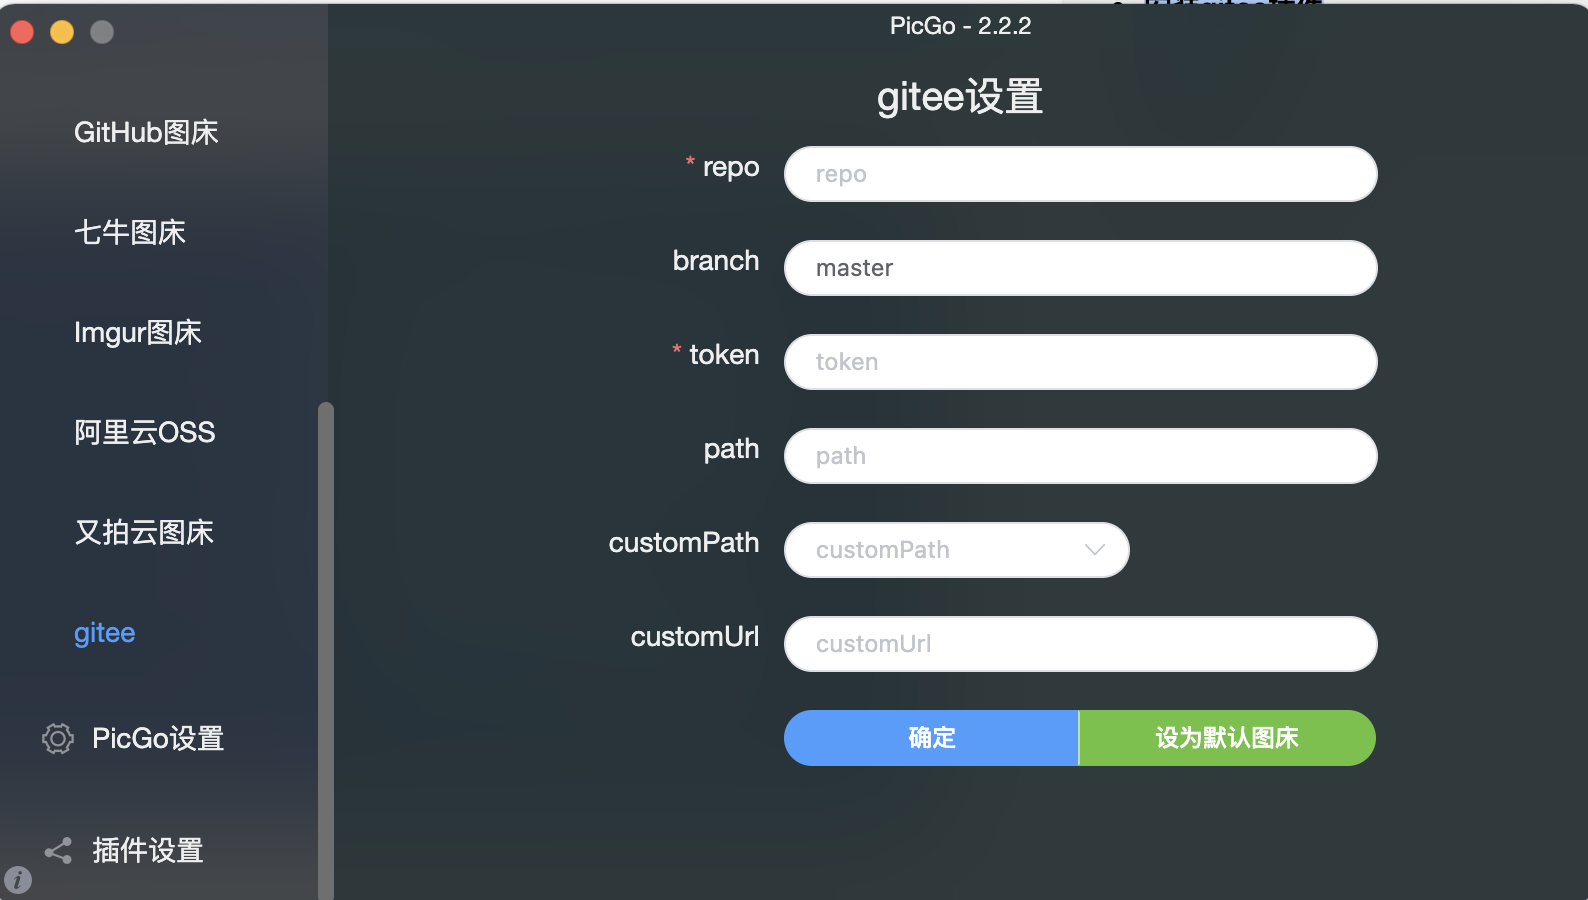 PicGo - 2.2.2
GitHub图床
七牛图床
Imgur图床
阿里云OSS
又拍云图床
gitee
PicGo设置
插件设置
gitee设置
* repo
repo
branch
master
* token
token
path
path
customPath
customPath
customUrl
customUrl
确定
设为默认图床